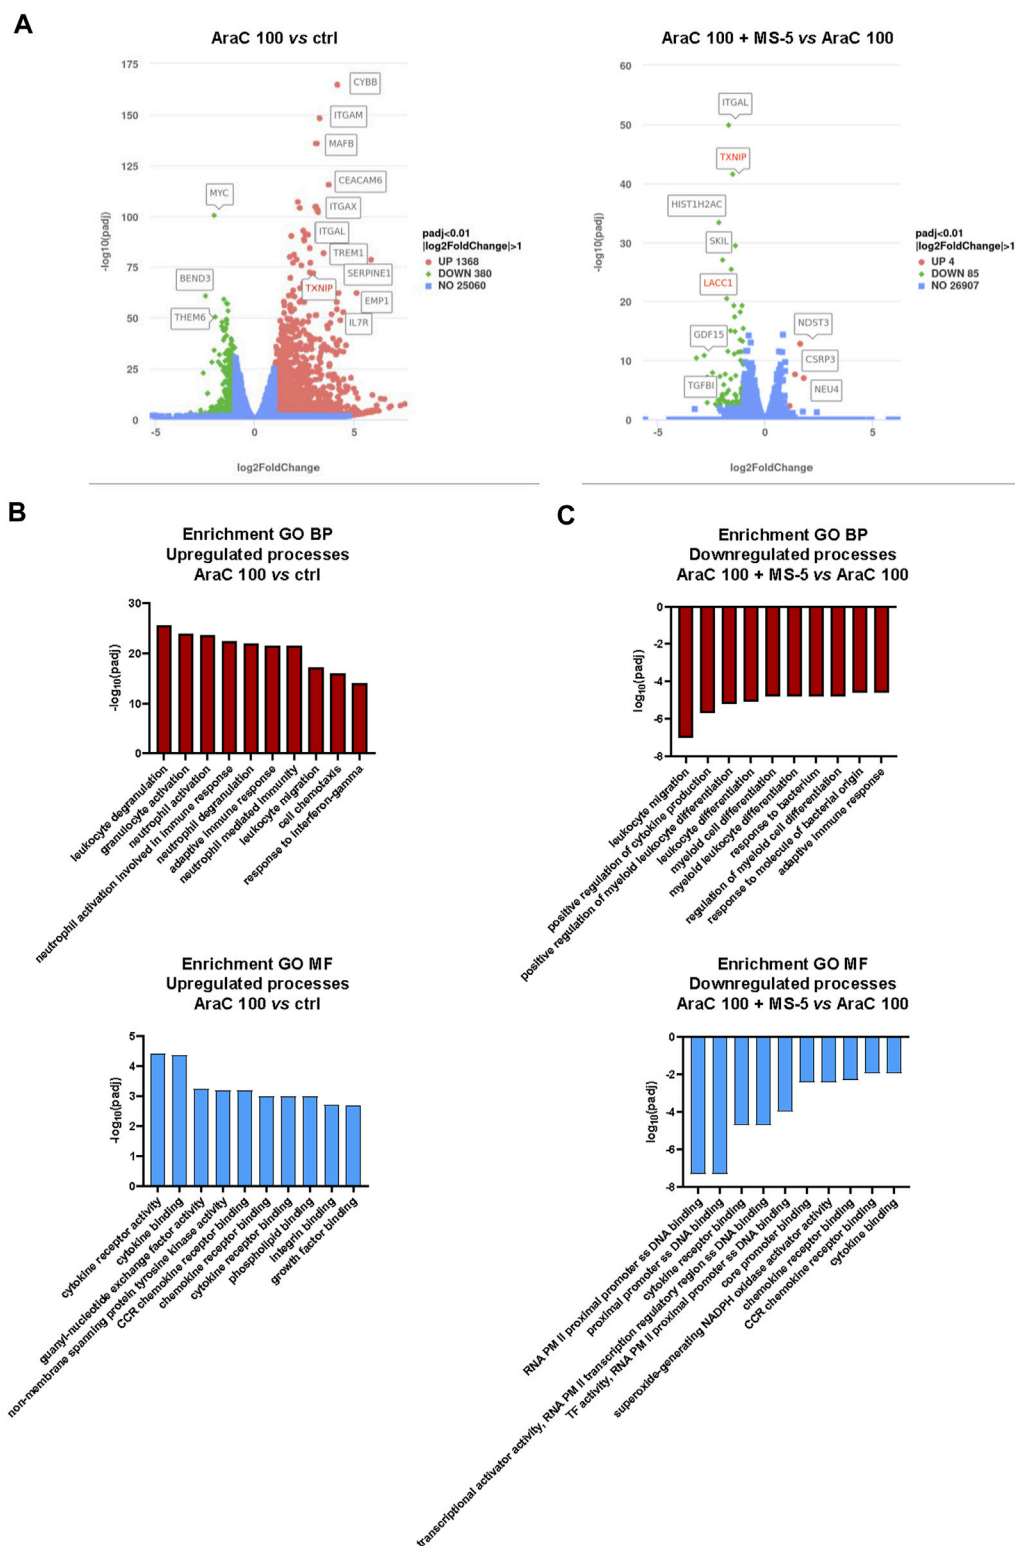 A
AraC 100 vs ctrl
175
150
125
100
75
50
25
0
-5
0
5
-log10(padj)
log2FoldChange
CYBB
ITGAM
MAFB
CEACAM6
MYC
ITGAX
ITGAL
TREM1
SERPINE1
BEND3
TXNIP
EMP1
THEM6
IL7R
padj<0.01
|log2FoldChange|>1
UP 1368
DOWN 380
NO 25060
AraC 100 + MS-5 vs AraC 100
60
50
40
30
20
10
0
-5
0
5
-log10(padj)
log2FoldChange
ITGAL
TXNIP
HIST1H2AC
SKIL
LACC1
NDST3
GDF15
CSRP3
TGFBI
NEU4
padj<0.01
|log2FoldChange|>1
UP 4
DOWN 85
NO 26907
B
Enrichment GO BP
Upregulated processes
AraC 100 vs ctrl
30
20
10
0
-log10(padj)
leukocyte degranulation
granulocyte activation
neutrophil activation
neutrophil activation involved in immune response
neutrophil degranulation
adaptive immune response
neutrophil mediated immunity
leukocyte migration
cell chemotaxis
response to interferon-gamma
Enrichment GO MF
Upregulated processes
AraC 100 vs ctrl
5
4
3
2
1
0
-log10(padj)
cytokine receptor activity
cytokine binding
guanyl-nucleotide exchange factor activity
non-membrane spanning protein tyrosine kinase activity
CCR chemokine receptor binding
chemokine receptor binding
cytokine receptor binding
phospholipid binding
integrin binding
growth factor binding
C
Enrichment GO BP
Downregulated processes
AraC 100 + MS-5 vs AraC 100
0
-2
-4
-6
-8
log10(padj)
leukocyte migration
positive regulation of cytokine production
positive regulation of myeloid leukocyte differentiation
leukocyte differentiation
myeloid cell differentiation
myeloid leukocyte differentiation
response to bacterium
regulation of myeloid cell differentiation
response to molecule of bacterial origin
adaptive immune response
Enrichment GO MF
Downregulated processes
AraC 100 + MS-5 vs AraC 100
0
-2
-4
-6
-8
log10(padj)
RNA PM II proximal promoter ss DNA binding
proximal promoter ss DNA binding
cytokine receptor binding
transcriptional activator activity, RNA PM II transcription regulatory region ss DNA binding
TF activity, RNA PM II proximal promoter ss DNA binding
core promoter binding
superoxide-generating NADPH oxidase activator activity
chemokine receptor binding
CCR chemokine receptor binding
cytokine binding